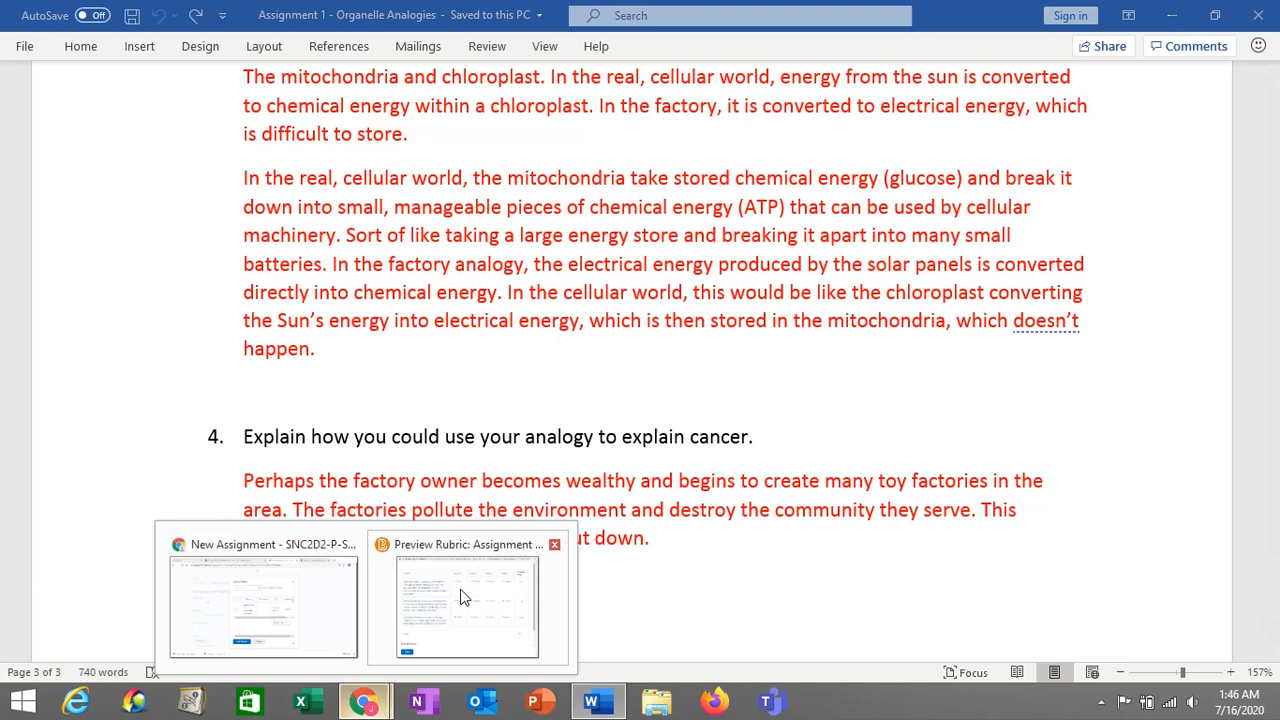 AutoSave Off
Assignment 1 - Organelle Analogies - Saved to this PC
Search
Sign in
File Home Insert Design Layout References Mailings Review View Help
Share Comments
The mitochondria and chloroplast. In the real, cellular world, energy from the sun is converted
to chemical energy within a chloroplast. In the factory, it is converted to electrical energy, which
is difficult to store.
In the real, cellular world, the mitochondria take stored chemical energy (glucose) and break it
down into small, manageable pieces of chemical energy (ATP) that can be used by cellular
machinery. Sort of like taking a large energy store and breaking it apart into many small
batteries. In the factory analogy, the electrical energy produced by the solar panels is converted
directly into chemical energy. In the cellular world, this would be like the chloroplast converting
the Sun’s energy into electrical energy, which is then stored in the mitochondria, which doesn’t
happen.
4. Explain how you could use your analogy to explain cancer.
Perhaps the factory owner becomes wealthy and begins to create many toy factories in the
area. The factories pollute the environment and destroy the community they serve. This
ut down.
New Assignment - SNC2D2-P-S...
Preview Rubric: Assignment ...
Page 3 of 3 740 words
Focus
157%
1:46 AM
7/16/2020